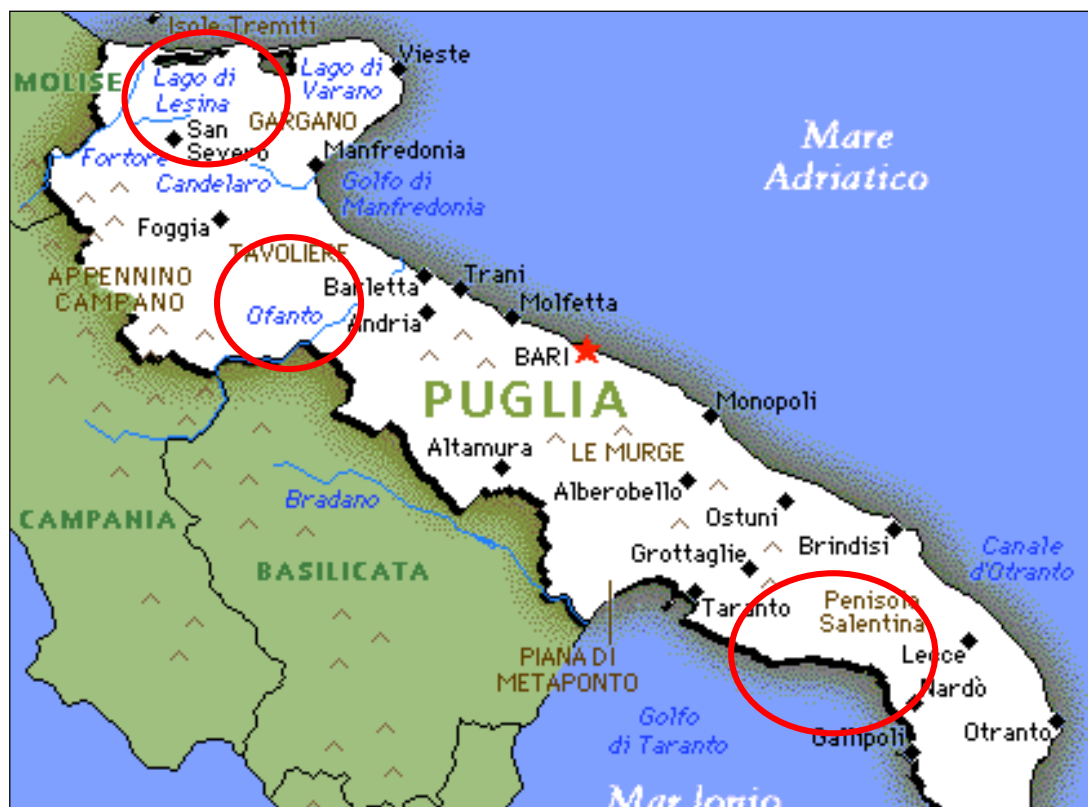 Isole Tremiti
MOLISE
Lago di
Lesina
Lago di
Varano
Vieste
GARGANO
San
Severo
Fortore
Candelaro
Manfredonia
Golfo di
Manfredonia
Mare
Adriatico
Foggia
TAVOLIERE
APPENNINO
CAMPANO
Ofanto
Barletta
Trani
Andria
Molfetta
BARI
PUGLIA
Monopoli
Altamura
LE MURGE
Alberobello
Bradano
Ostuni
CAMPANIA
BASILICATA
Grottaglie
Brindisi
Canale
d'Otranto
Taranto
Penisola
Salentina
Lecce
PIANA DI
METAPONTO
Nardò
Golfo
di Taranto
Gallipoli
Otranto
Mar Ionio